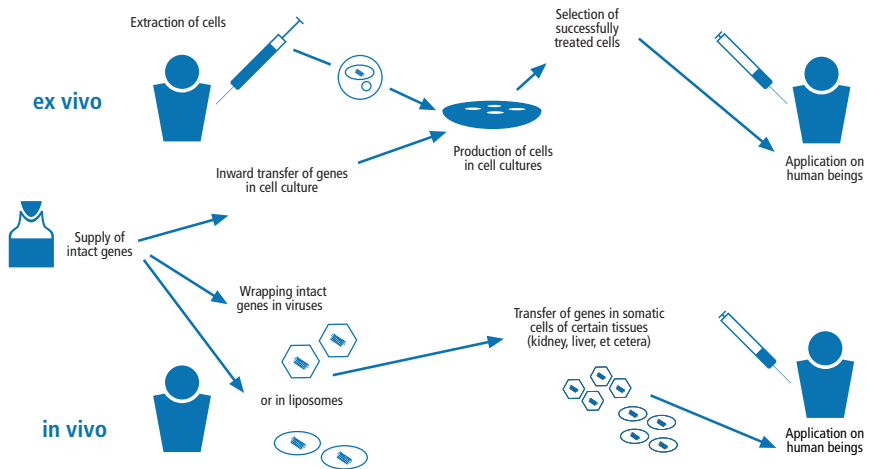 Extraction of cells
Selection of
successfully
treated cells
ex vivo
Production of cells
in cell cultures
Application on
human beings
Inward transfer of genes
in cell culture
Supply of
intact genes
Wrapping intact
genes in viruses
Transfer of genes in somatic
cells of certain tissues
(kidney, liver, et cetera)
or in liposomes
in vivo
Application on
human beings